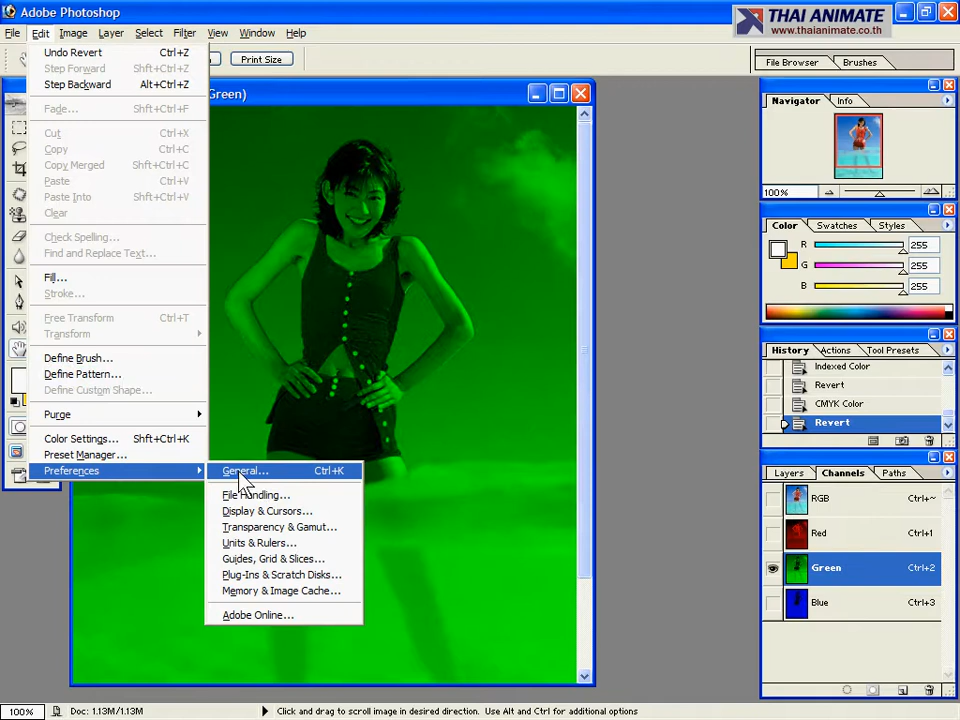 Adobe Photoshop
THAI ANIMATE
www.thaianimate.co.th
File Edit Image Layer Select Filter View Window Help
Print Size
File Browser Brushes
Undo Revert Ctrl+Z
Step Forward Shft+Ctrl+Z
Step Backward Alt+Ctrl+Z
Fade... Shft+Ctrl+F
Cut Ctrl+X
Copy Ctrl+C
Copy Merged Shft+Ctrl+C
Paste Ctrl+V
Paste Into Shft+Ctrl+V
Clear
Check Spelling...
Find and Replace Text...
Fill...
Stroke...
Free Transform Ctrl+T
Transform
Define Brush...
Define Pattern...
Define Custom Shape...
Purge
Color Settings... Shft+Ctrl+K
Preset Manager...
Preferences
General... Ctrl+K
File Handling...
Display & Cursors...
Transparency & Gamut...
Units & Rulers...
Guides, Grid & Slices...
Plug-Ins & Scratch Disks...
Memory & Image Cache...
Adobe Online...
Green)
Navigator Info
100%
Color Swatches Styles
R 255
G 255
B 255
History Actions Tool Presets
Indexed Color
Revert
CMYK Color
Revert
Layers Channels Paths
RGB Ctrl+~
Red Ctrl+1
Green Ctrl+2
Blue Ctrl+3
100% Doc: 1.13M/1.13M Click and drag to scroll image in desired direction. Use Alt and Ctrl for additional options